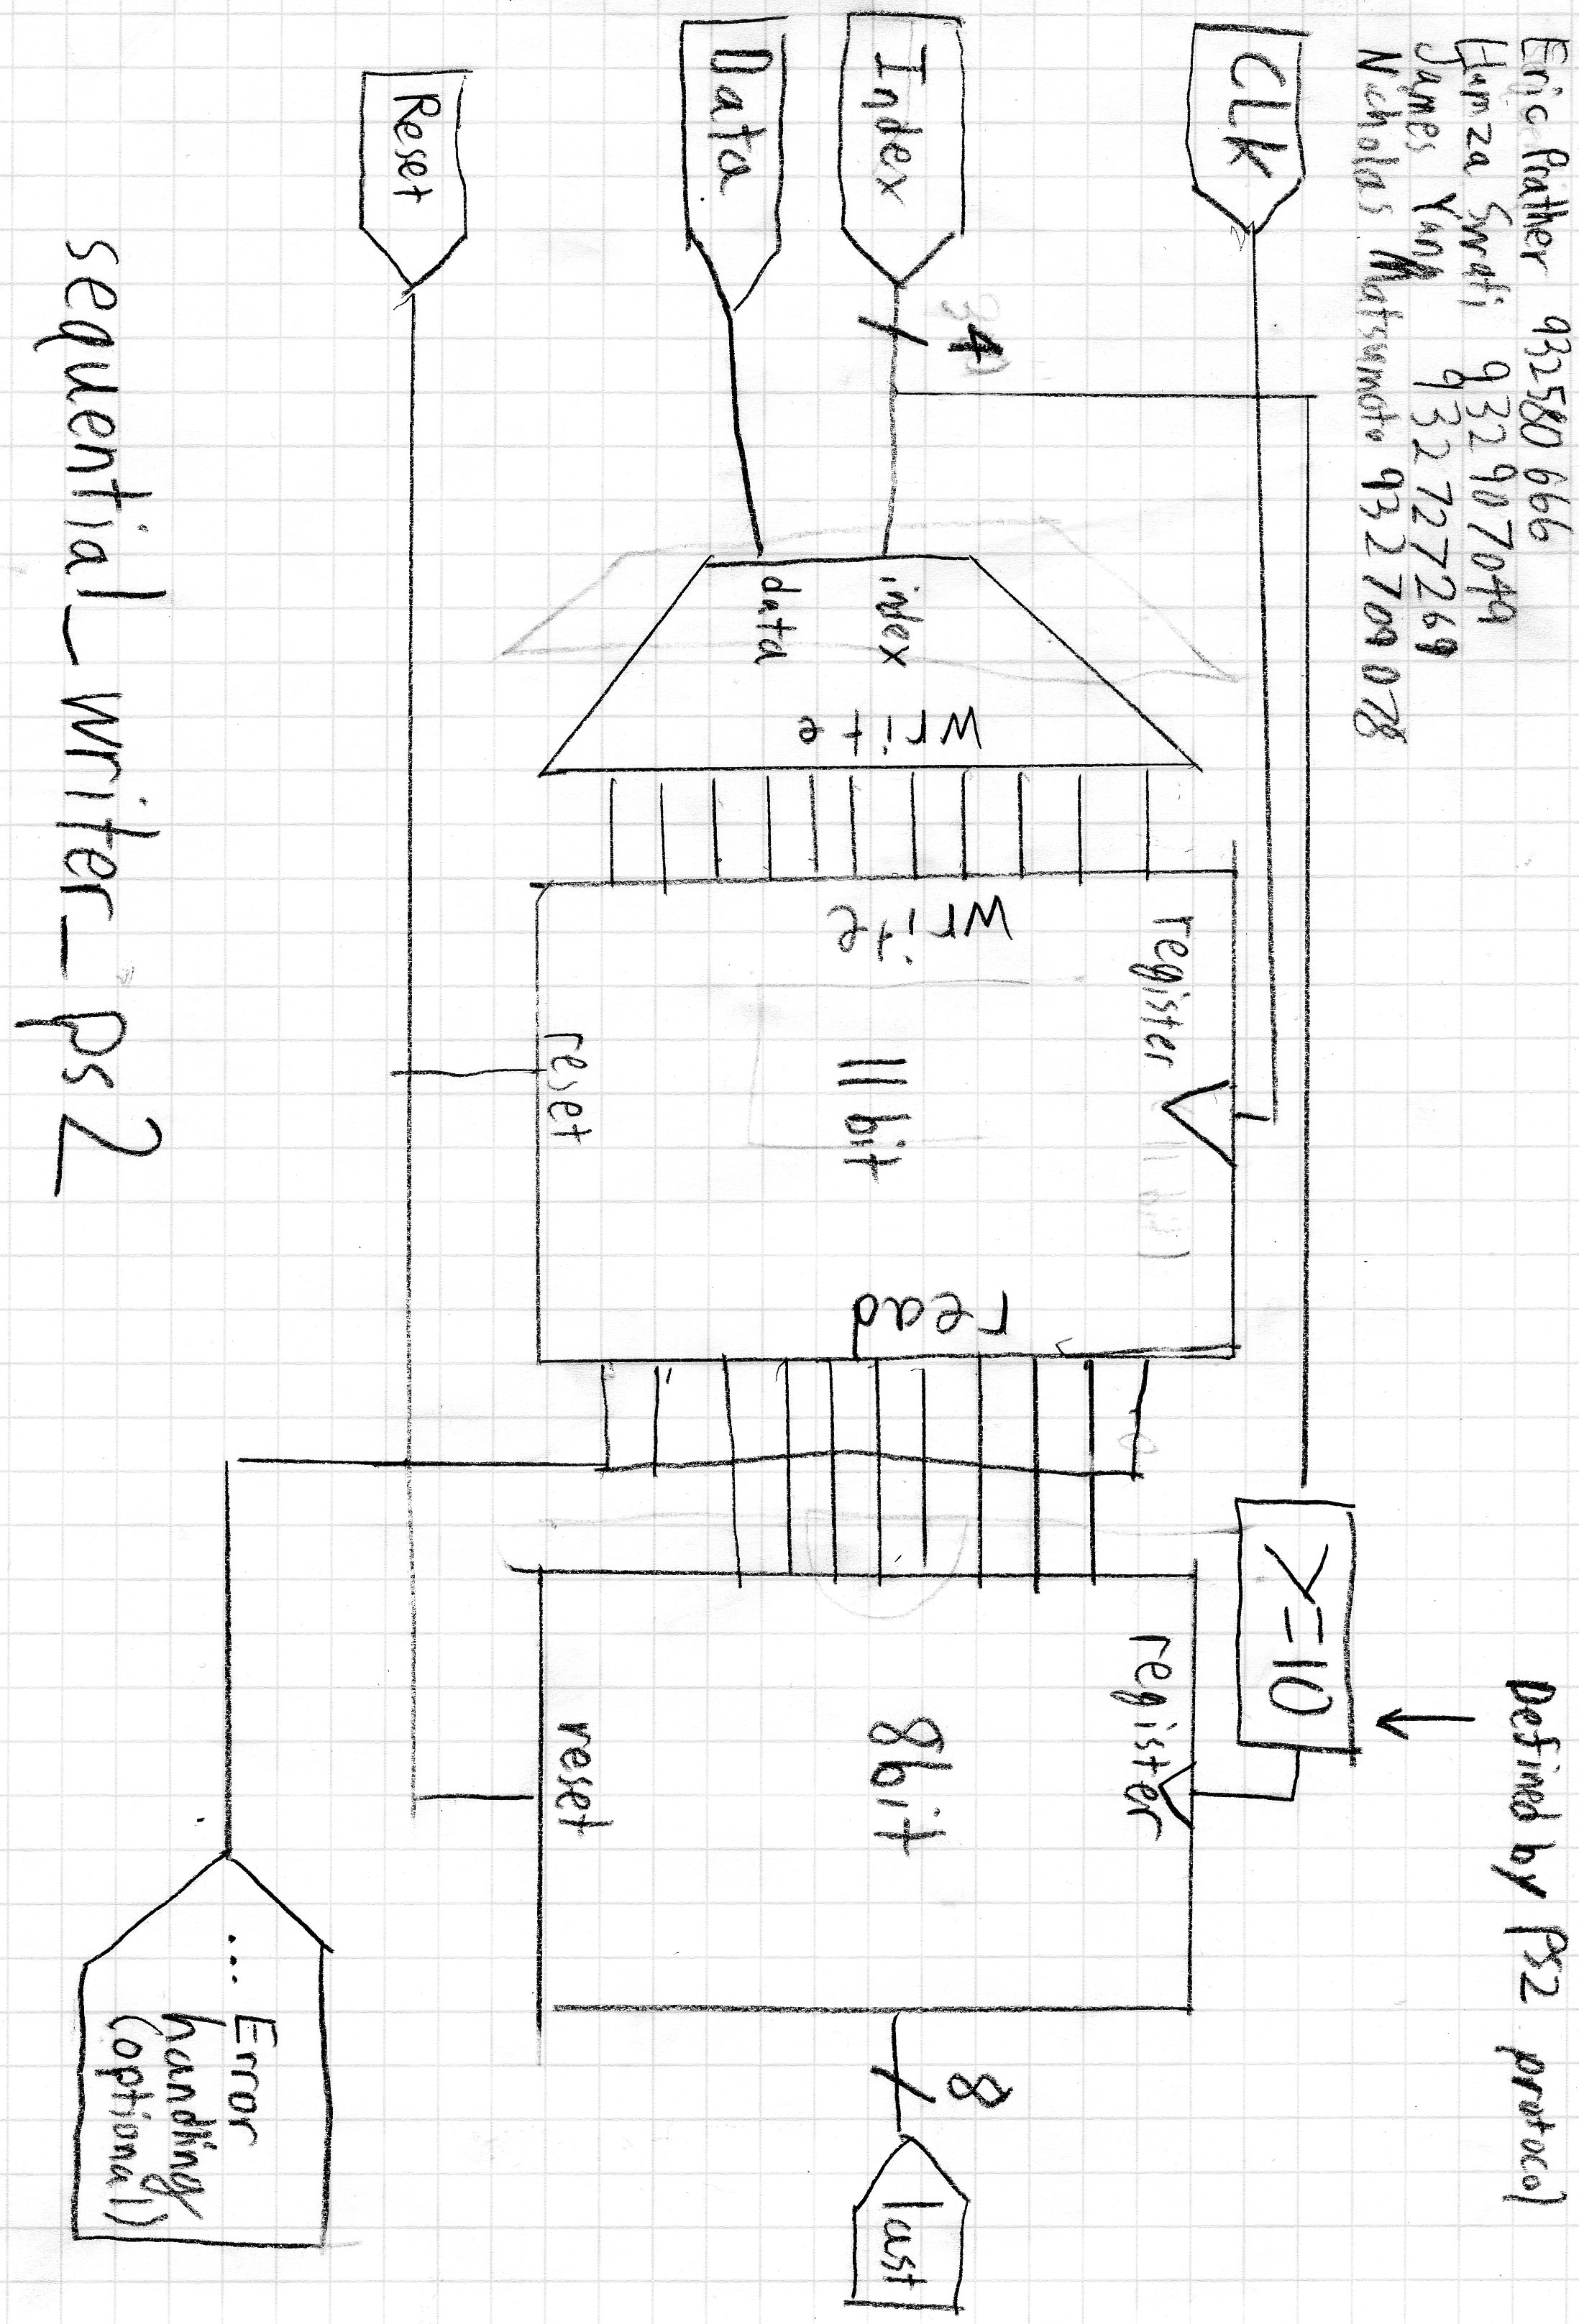 Eric Prather 932580666
Hamza Swati 932907049
James Yang 932727269
Nicholas Matsumoto 932709078
Defined by PS2 protocol
CLK
>=10
register
register
4
Index
index
data
write
write
11 bit
read
8bit
8
last
Data
reset
reset
Reset
... Error
handling
(optional)
sequential_writer_ps2